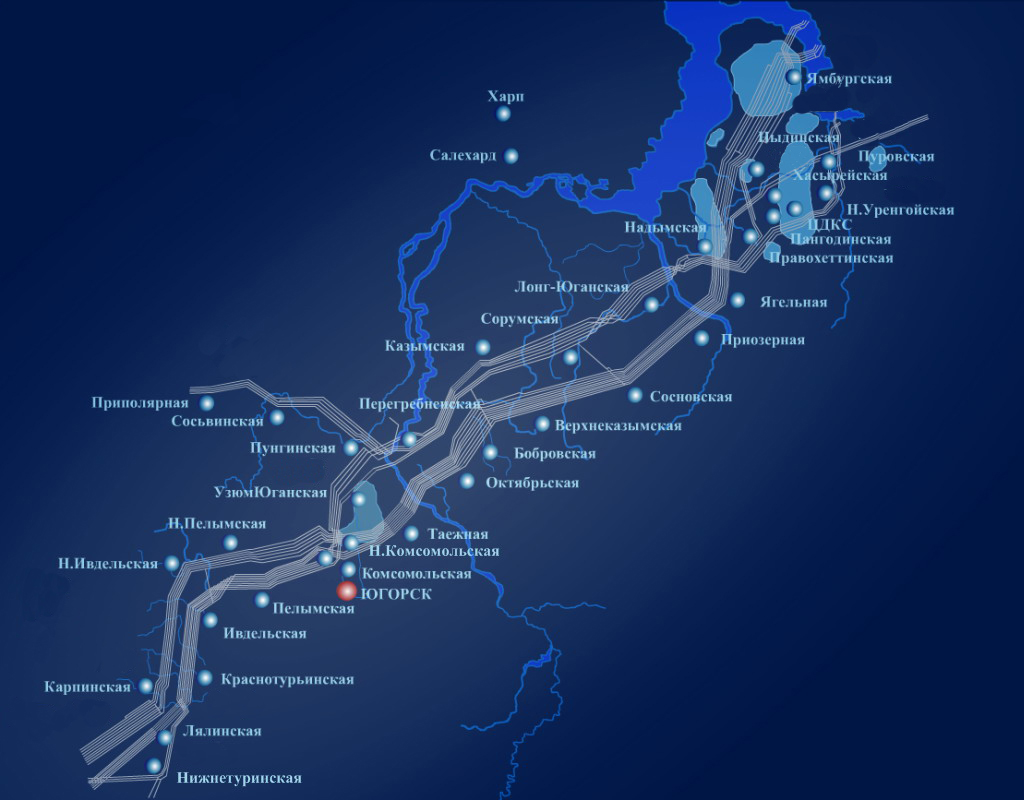 Ямбургская
Харп
Цыдинская
Салехард
Пуровская
Хасырейская
Н.Уренгойская
ЦДКС
Надымская
Пангодинская
Правохеттинская
Лонг-Юганская
Ягельная
Сорумская
Приозерная
Казымская
Сосновская
Приполярная
Перегребненская
Сосьвинская
Верхнеказымская
Пунгинская
Бобровская
Октябрьская
УзюмЮганская
Н.Пелымская
Таежная
Н.Комсомольская
Н.Ивдельская
Комсомольская
ЮГОРСК
Пелымская
Ивдельская
Краснотурьинская
Карпинская
Лялинская
Нижнетуринская